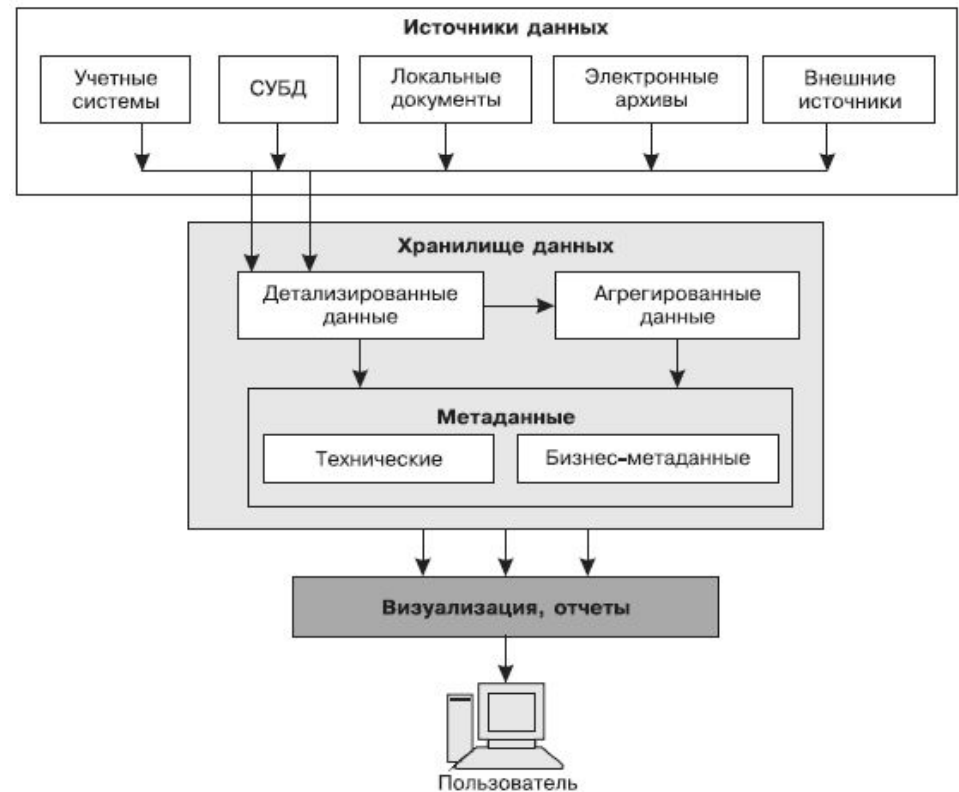 Источники данных
Учетные
системы
СУБД
Локальные
документы
Электронные
архивы
Внешние
источники
Хранилище данных
Детализированные
данные
Агрегированные
данные
Метаданные
Технические
Бизнес-метаданные
Визуализация, отчеты
Пользователь